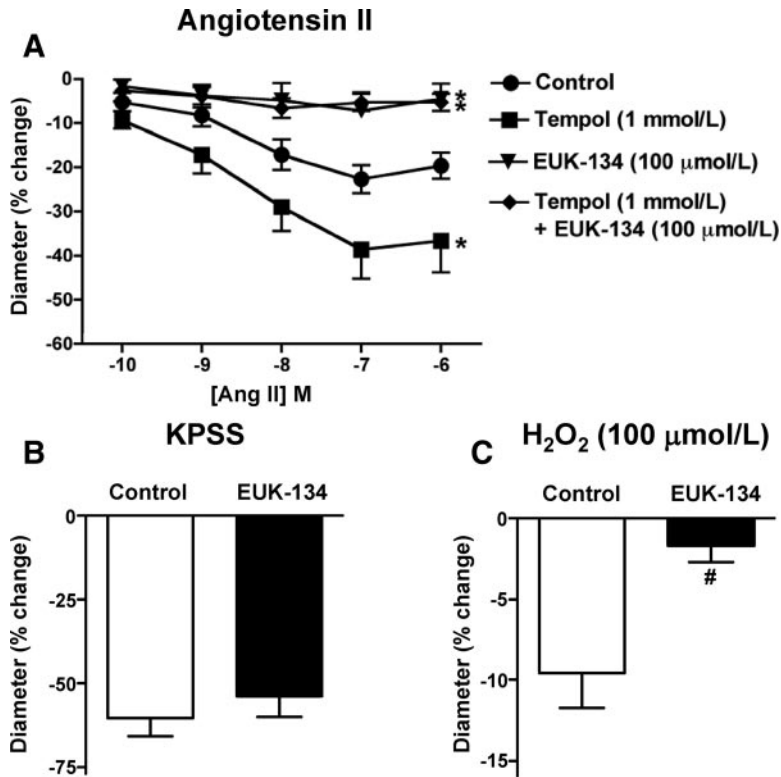 A
Angiotensin II
0
-10
-20
-30
-40
-50
-60
Diameter (% change)
-10 -9 -8 -7 -6
[Ang II] M
*
*
*
Control
Tempol (1 mmol/L)
EUK-134 (100 μmol/L)
Tempol (1 mmol/L)
+ EUK-134 (100 μmol/L)
B
KPSS
Control EUK-134
0
-25
-50
-75
Diameter (% change)
C
H₂O₂ (100 μmol/L)
Control EUK-134
0
-5
-10
-15
Diameter (% change)
#